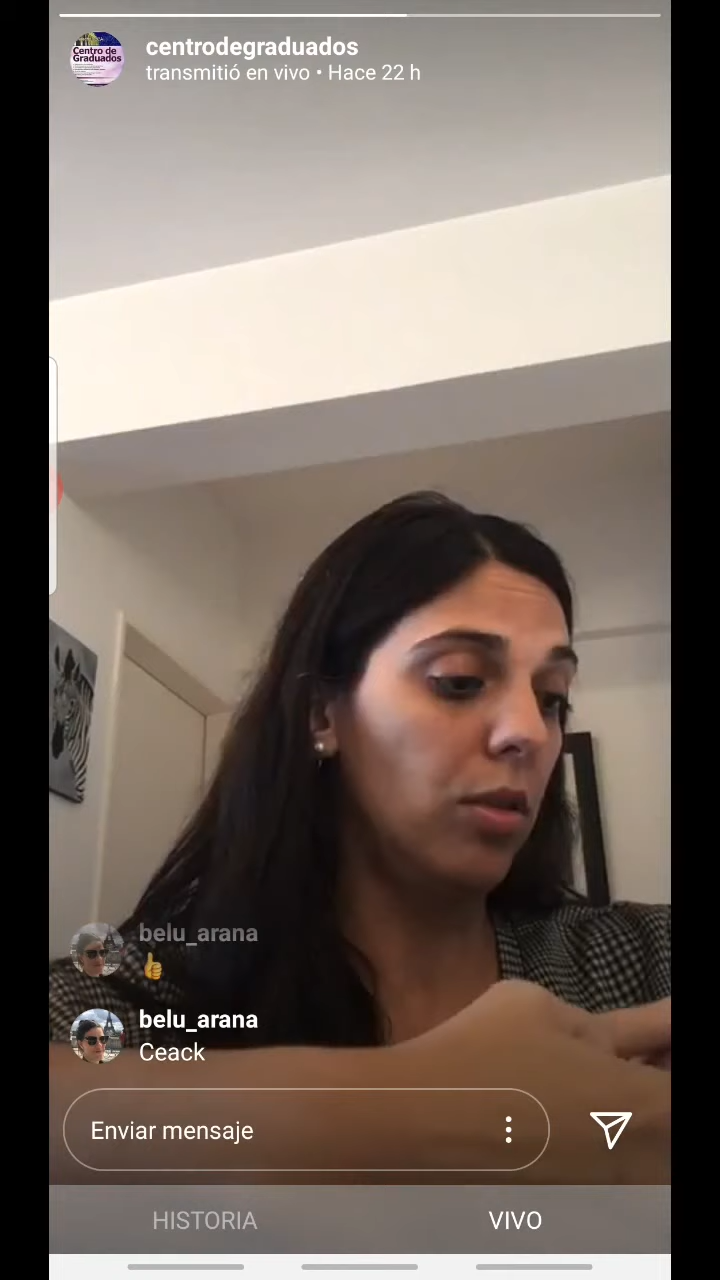 Centro de
Graduados
centrodegraduados
transmitió en vivo • Hace 22 h
belu_arana
👍
belu_arana
Ceack
Enviar mensaje
HISTORIA
VIVO